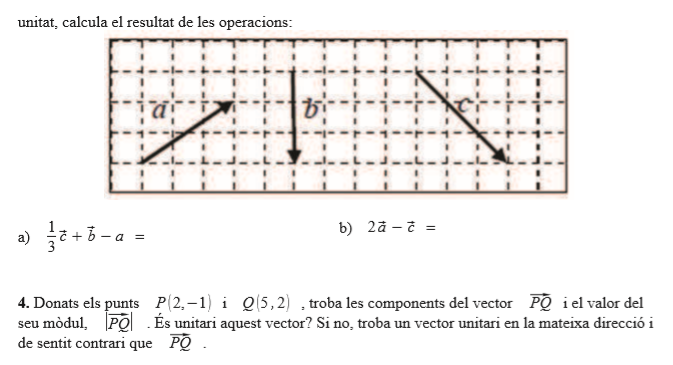 unitat, calcula el resultat de les operacions:
a b c
a) 1/3 c⃗ + b⃗ − a =
b) 2a⃗ − c⃗ =
4. Donats els punts P(2,−1) i Q(5,2) , troba les components del vector PQ⃗ i el valor del
seu mòdul, |PQ⃗| . És unitari aquest vector? Si no, troba un vector unitari en la mateixa direcció i
de sentit contrari que PQ⃗ .